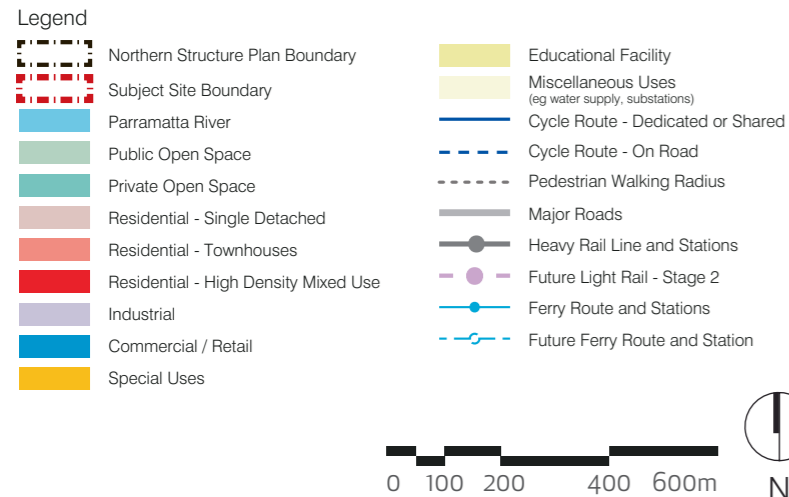 Legend
Northern Structure Plan Boundary
Subject Site Boundary
Parramatta River
Public Open Space
Private Open Space
Residential - Single Detached
Residential - Townhouses
Residential - High Density Mixed Use
Industrial
Commercial / Retail
Special Uses
Educational Facility
Miscellaneous Uses
(eg water supply, substations)
Cycle Route - Dedicated or Shared
Cycle Route - On Road
Pedestrian Walking Radius
Major Roads
Heavy Rail Line and Stations
Future Light Rail - Stage 2
Ferry Route and Stations
Future Ferry Route and Station
0 100 200 400 600m
N